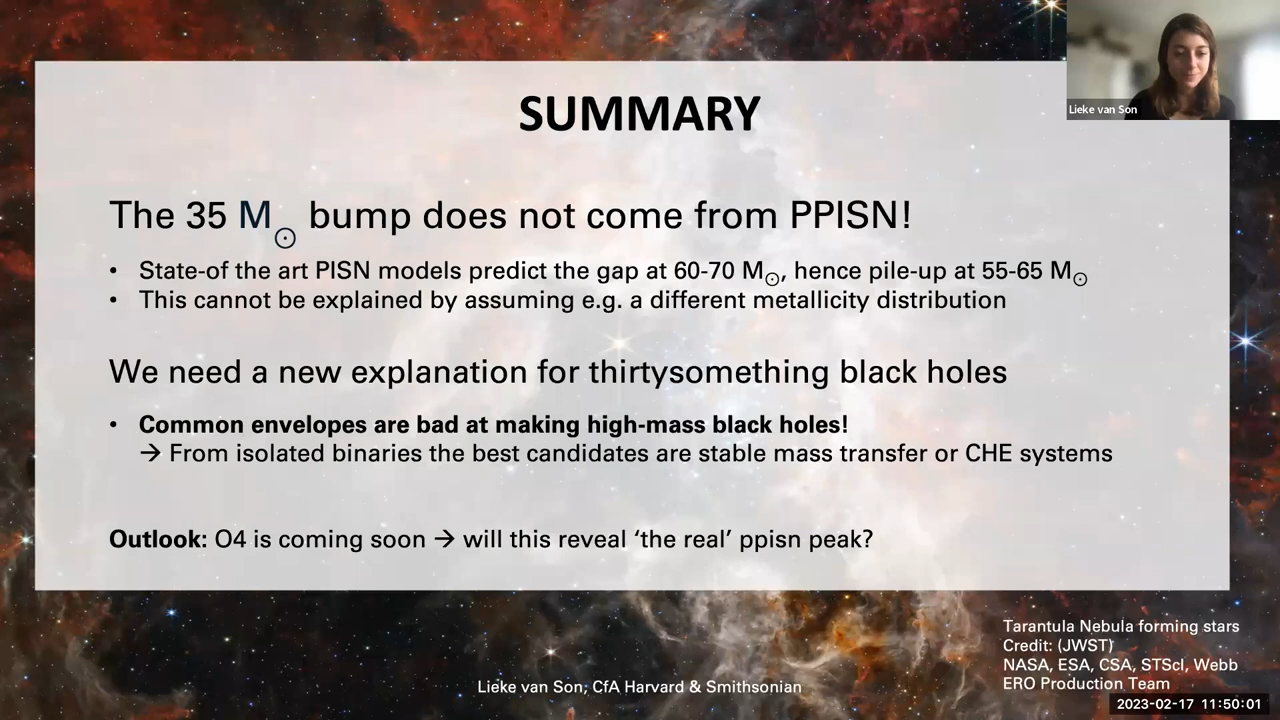 Lieke van Son
SUMMARY
The 35 M☉ bump does not come from PPISN!
• State-of the art PISN models predict the gap at 60-70 M☉, hence pile-up at 55-65 M☉
• This cannot be explained by assuming e.g. a different metallicity distribution
We need a new explanation for thirtysomething black holes
• Common envelopes are bad at making high-mass black holes!
→ From isolated binaries the best candidates are stable mass transfer or CHE systems
Outlook: O4 is coming soon → will this reveal ‘the real’ ppisn peak?
Tarantula Nebula forming stars
Credit: (JWST)
NASA, ESA, CSA, STScI, Webb
ERO Production Team
Lieke van Son, CfA Harvard & Smithsonian
2023-02-17 11:50:01